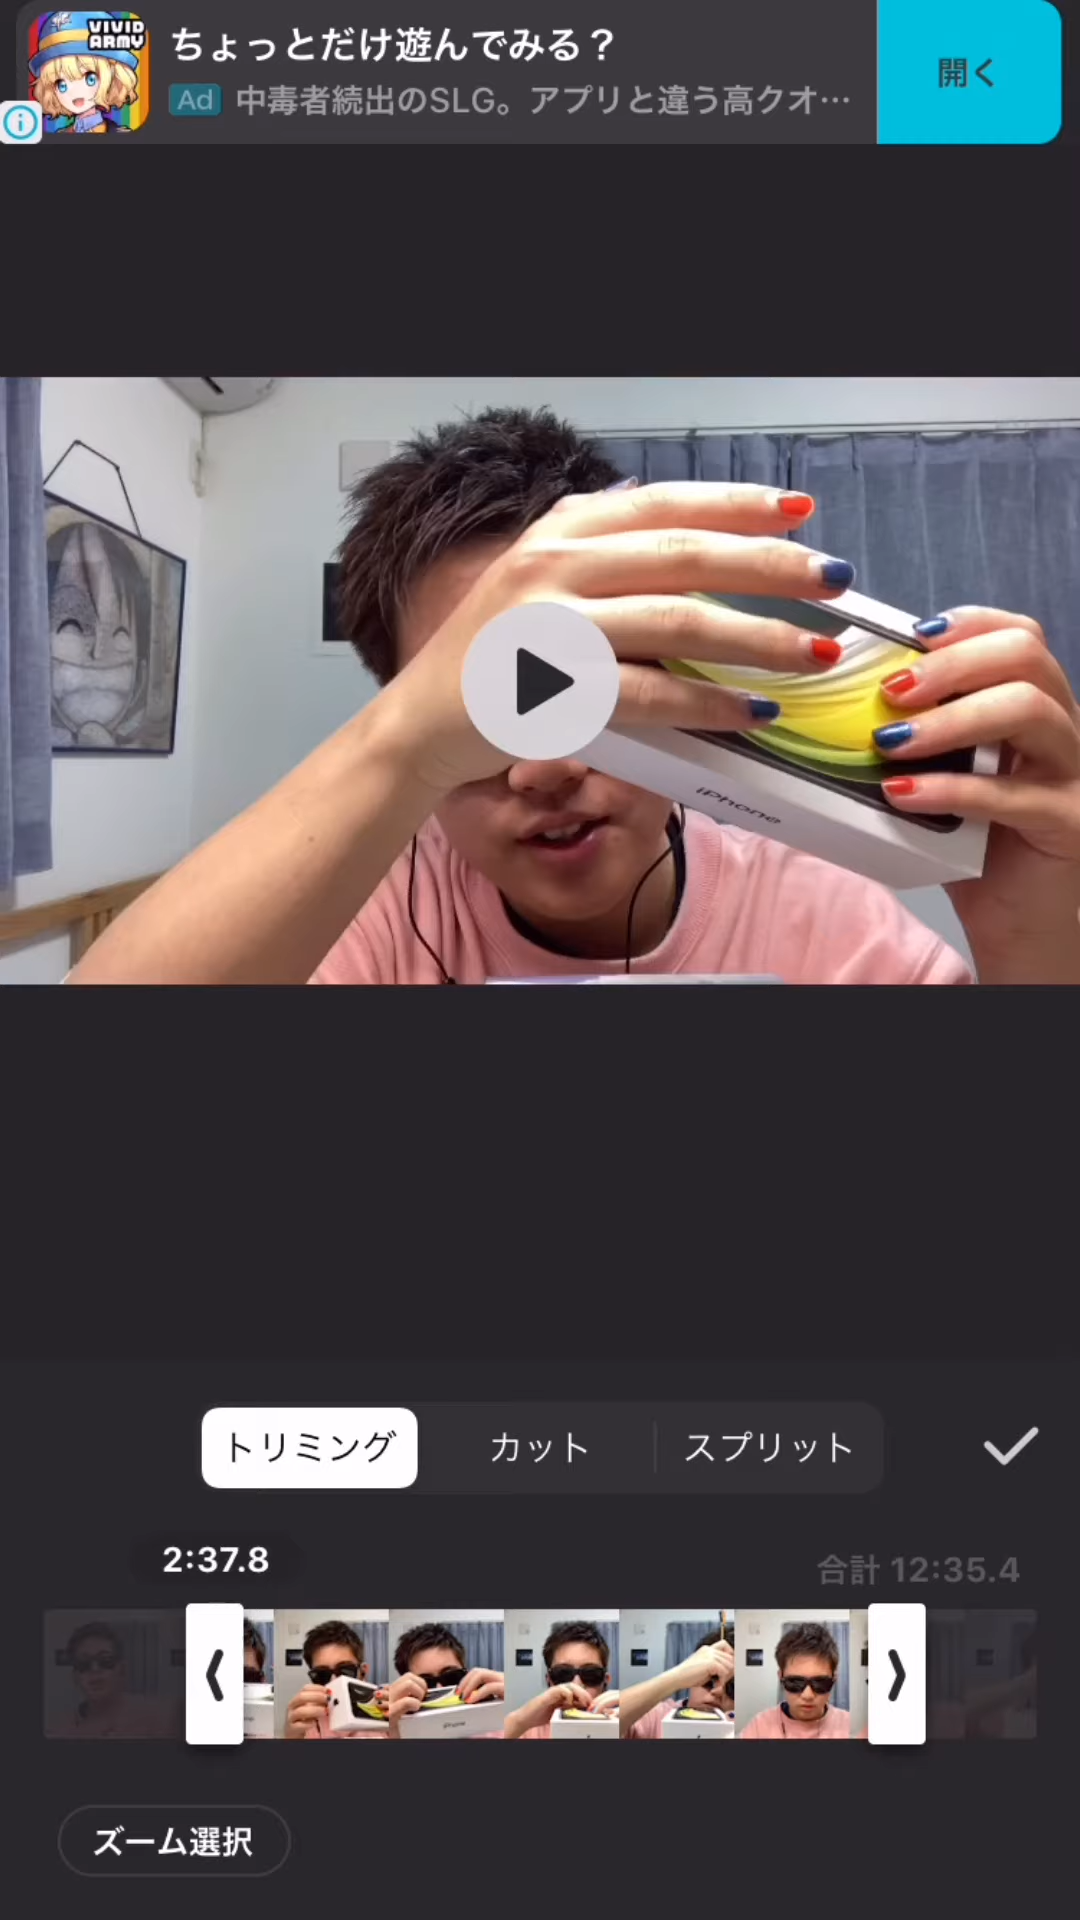 VIVID
ARMY
ちょっとだけ遊んでみる？
Ad 中毒者続出のSLG。アプリと違う高クオ…
開く
iPhone
トリミング カット スプリット
2:37.8
合計 12:35.4
iPhone
ズーム選択